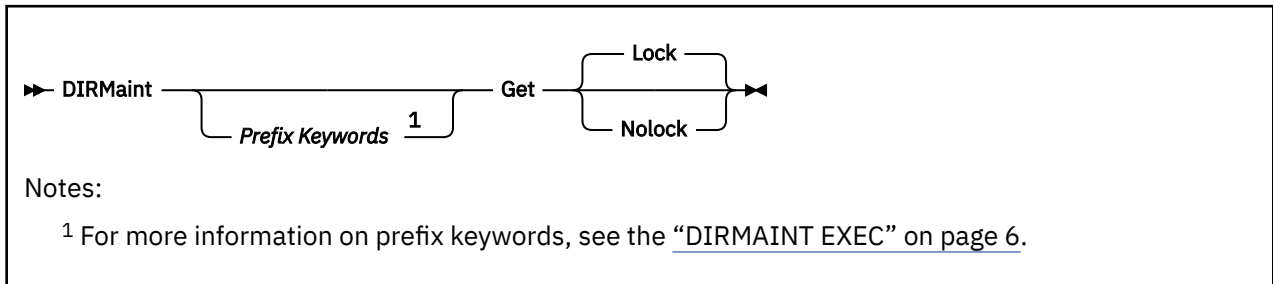 Lock
DIRMaint Get
Prefix Keywords 1
Nolock
Notes:
1 For more information on prefix keywords, see the “DIRMAINT EXEC” on page 6.